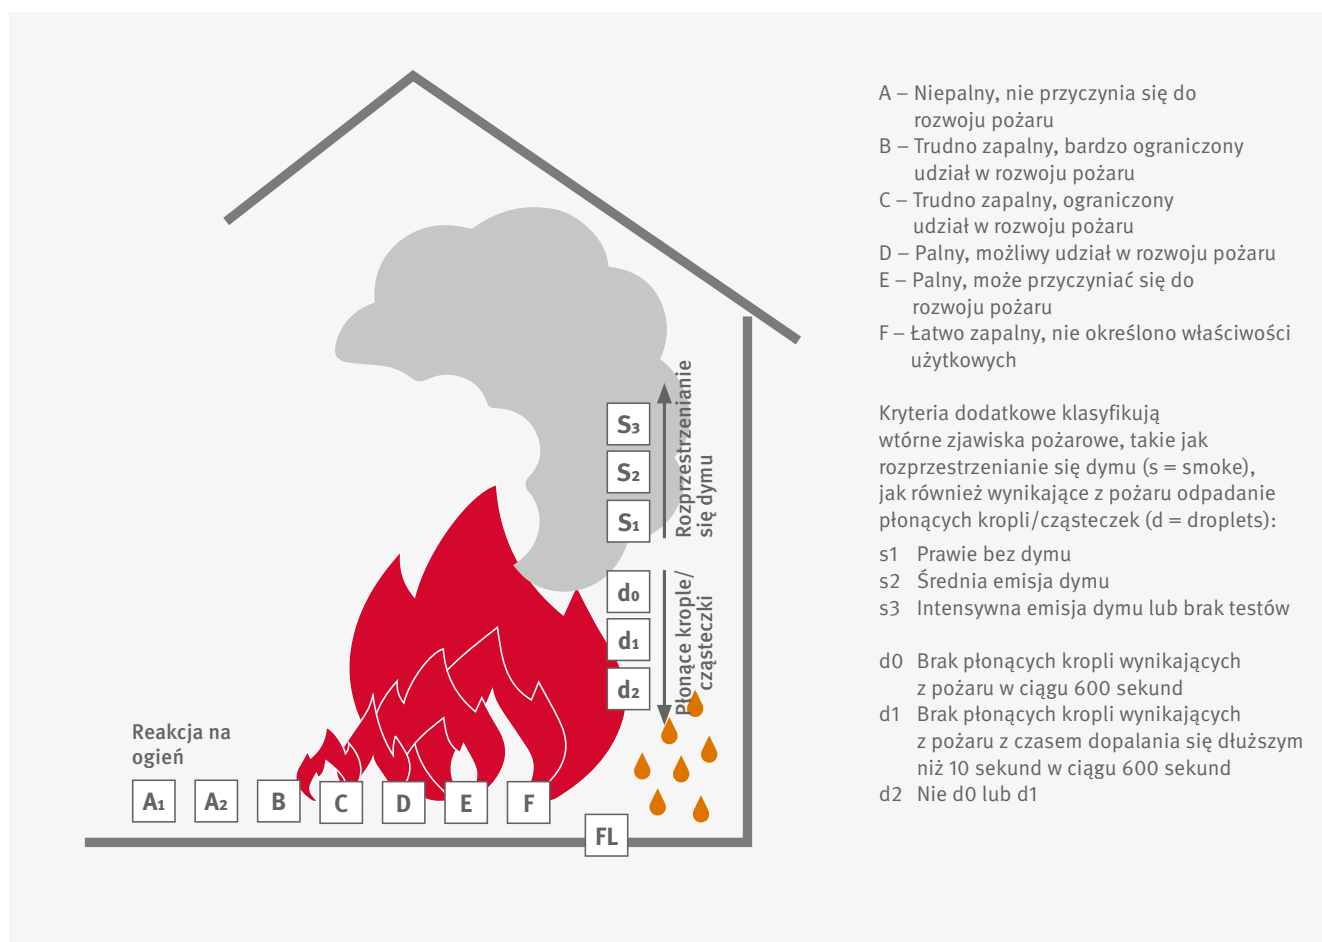 A – Niepalny, nie przyczynia się do
rozwoju pożaru
B – Trudno zapalny, bardzo ograniczony
udział w rozwoju pożaru
C – Trudno zapalny, ograniczony
udział w rozwoju pożaru
D – Palny, możliwy udział w rozwoju pożaru
E – Palny, może przyczyniać się do
rozwoju pożaru
F – Łatwo zapalny, nie określono właściwości
użytkowych
Kryteria dodatkowe klasyfikują
wtórne zjawiska pożarowe, takie jak
rozprzestrzenianie się dymu (s = smoke),
jak również wynikające z pożaru odpadanie
płonących kropli/cząsteczek (d = droplets):
s1 Prawie bez dymu
s2 Średnia emisja dymu
s3 Intensywna emisja dymu lub brak testów
d0 Brak płonących kropli wynikających
z pożaru w ciągu 600 sekund
d1 Brak płonących kropli wynikających
z pożaru z czasem dopalania się dłuższym
niż 10 sekund w ciągu 600 sekund
d2 Nie d0 lub d1
S3
S2
S1
Rozprzestrzenianie
się dymu
d0
d1
d2
Płonące krople/
cząsteczki
Reakcja na
ogień
A1 A2 B C D E F
FL